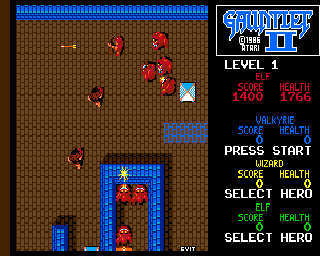 GAUNTLET
©1986
ATARI
II
LEVEL 1
ELF
SCORE HEALTH
1400 1766
VALKYRIE
SCORE HEALTH
0 0
PRESS START
WIZARD
SCORE HEALTH
0 0
SELECT HERO
ELF
SCORE HEALTH
0 0
SELECT HERO
EXIT